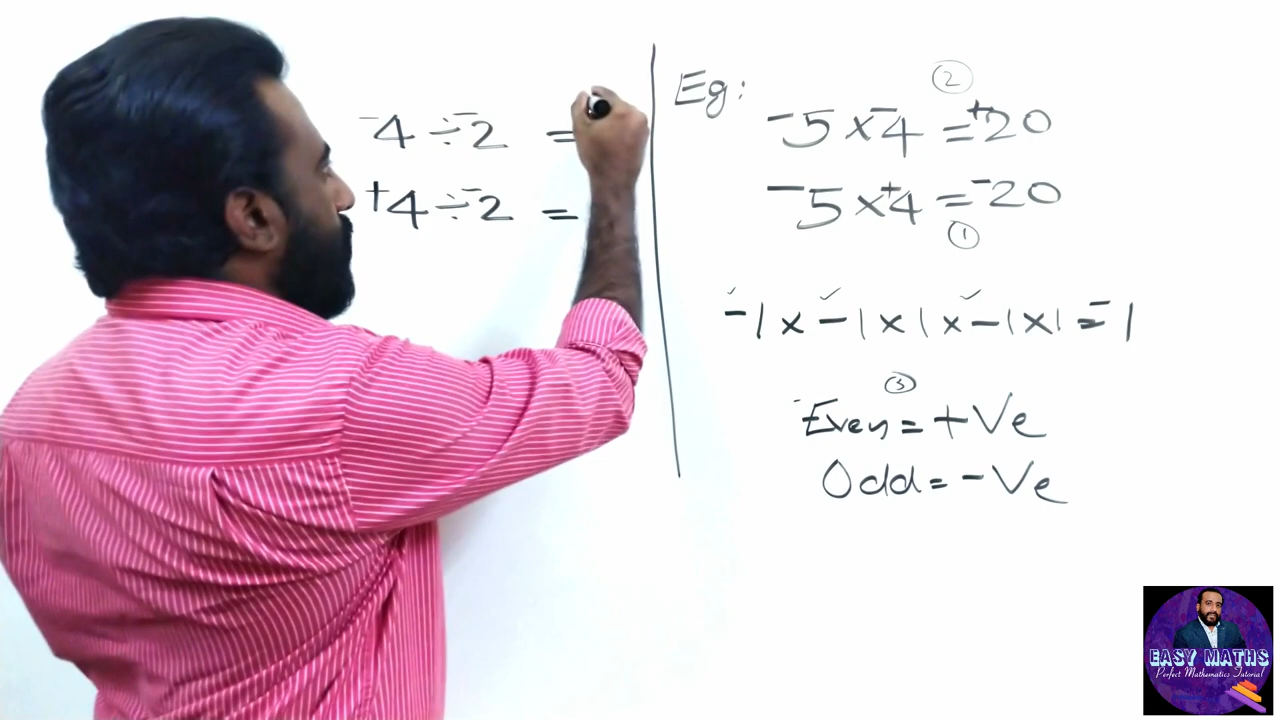 -4 ÷ -2 =
+4 ÷ -2 =
Eg:
②
-5 x -4 = +20
-5 x +4 = -20
①
-1 x -1 x 1 x -1 x 1 = -1
③
Even = +Ve
Odd = -Ve
EASY MATHS
Perfect Mathematics Tutorial